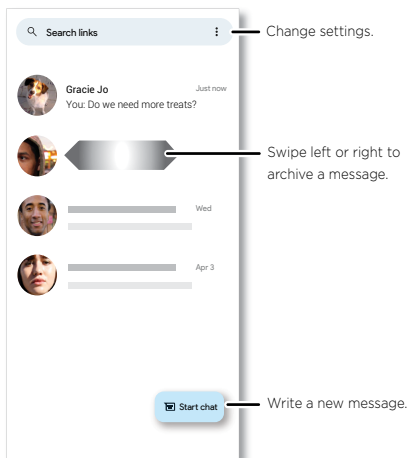 Search links
Change settings.
Gracie Jo
Just now
You: Do we need more treats?
Swipe left or right to
archive a message.
Wed
Apr 3
Start chat
Write a new message.